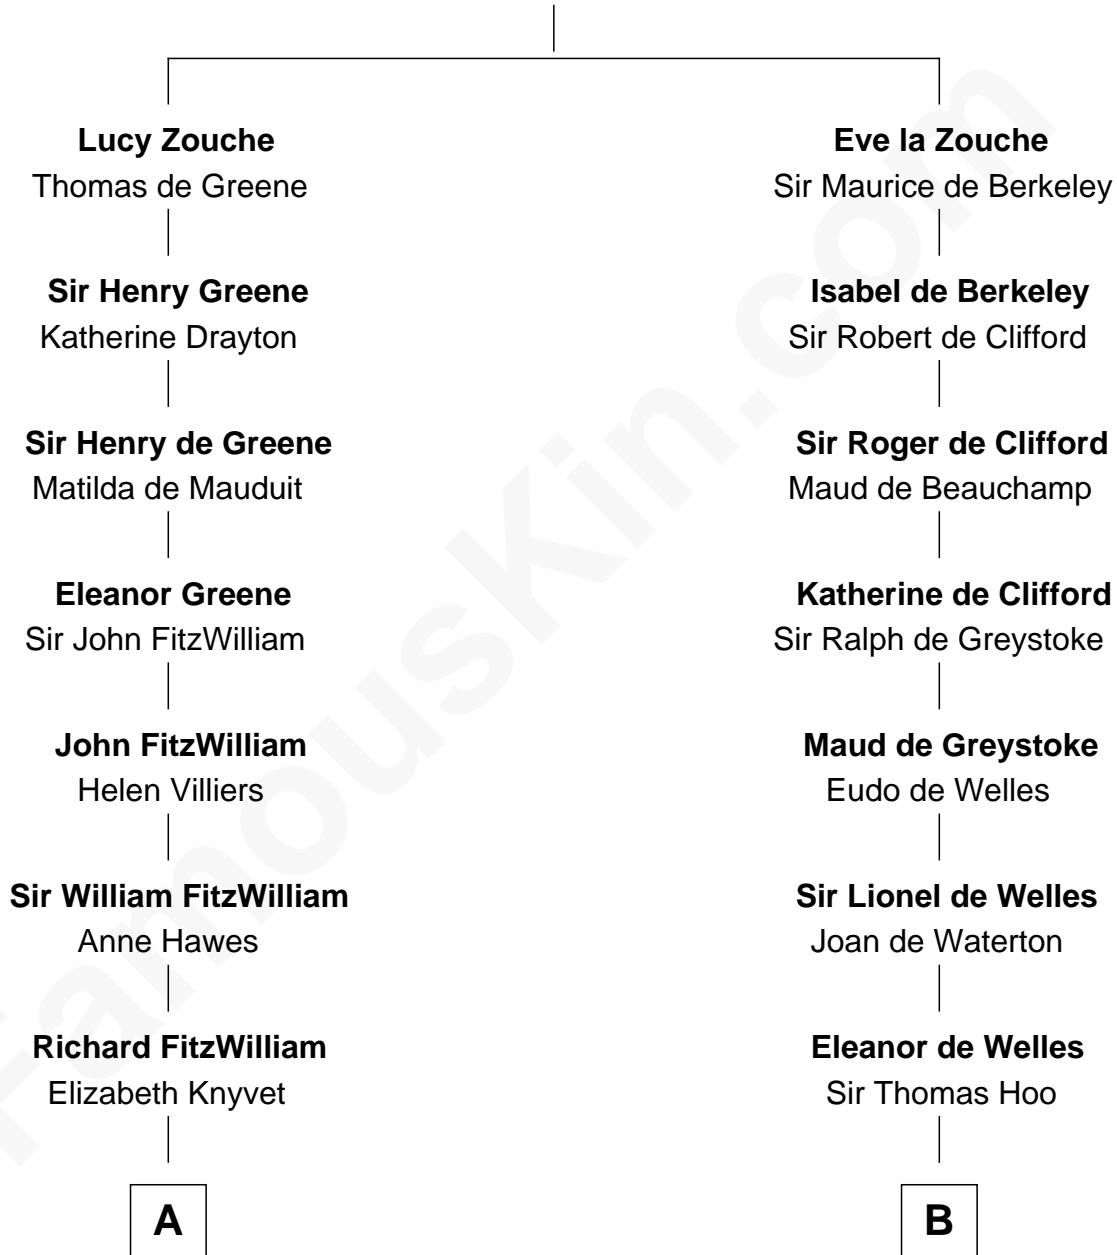 Lucy Zouche
Thomas de Greene
Sir Henry Greene
Katherine Drayton
Sir Henry de Greene
Matilda de Mauduit
Eleanor Greene
Sir John FitzWilliam
John FitzWilliam
Helen Villiers
Sir William FitzWilliam
Anne Hawes
Richard FitzWilliam
Elizabeth Knyvet
A
Eve la Zouche
Sir Maurice de Berkeley
Isabel de Berkeley
Sir Robert de Clifford
Sir Roger de Clifford
Maud de Beauchamp
Katherine de Clifford
Sir Ralph de Greystoke
Maud de Greystoke
Eudo de Welles
Sir Lionel de Welles
Joan de Waterton
Eleanor de Welles
Sir Thomas Hoo
B
FamousKin.com